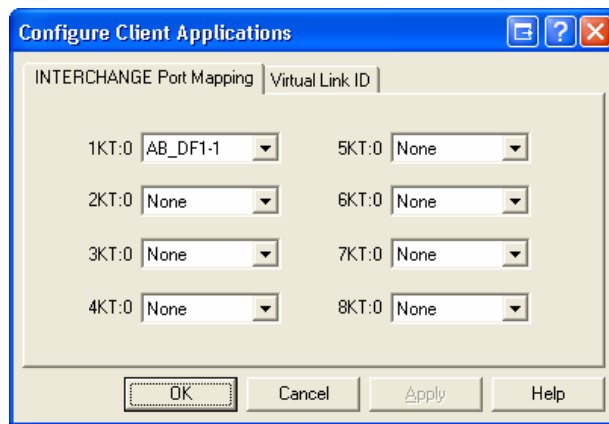 Configure Client Applications
INTERCHANGE Port Mapping Virtual Link ID
1KT:0 AB_DF1-1 5KT:0 None
2KT:0 None 6KT:0 None
3KT:0 None 7KT:0 None
4KT:0 None 8KT:0 None
OK Cancel Apply Help